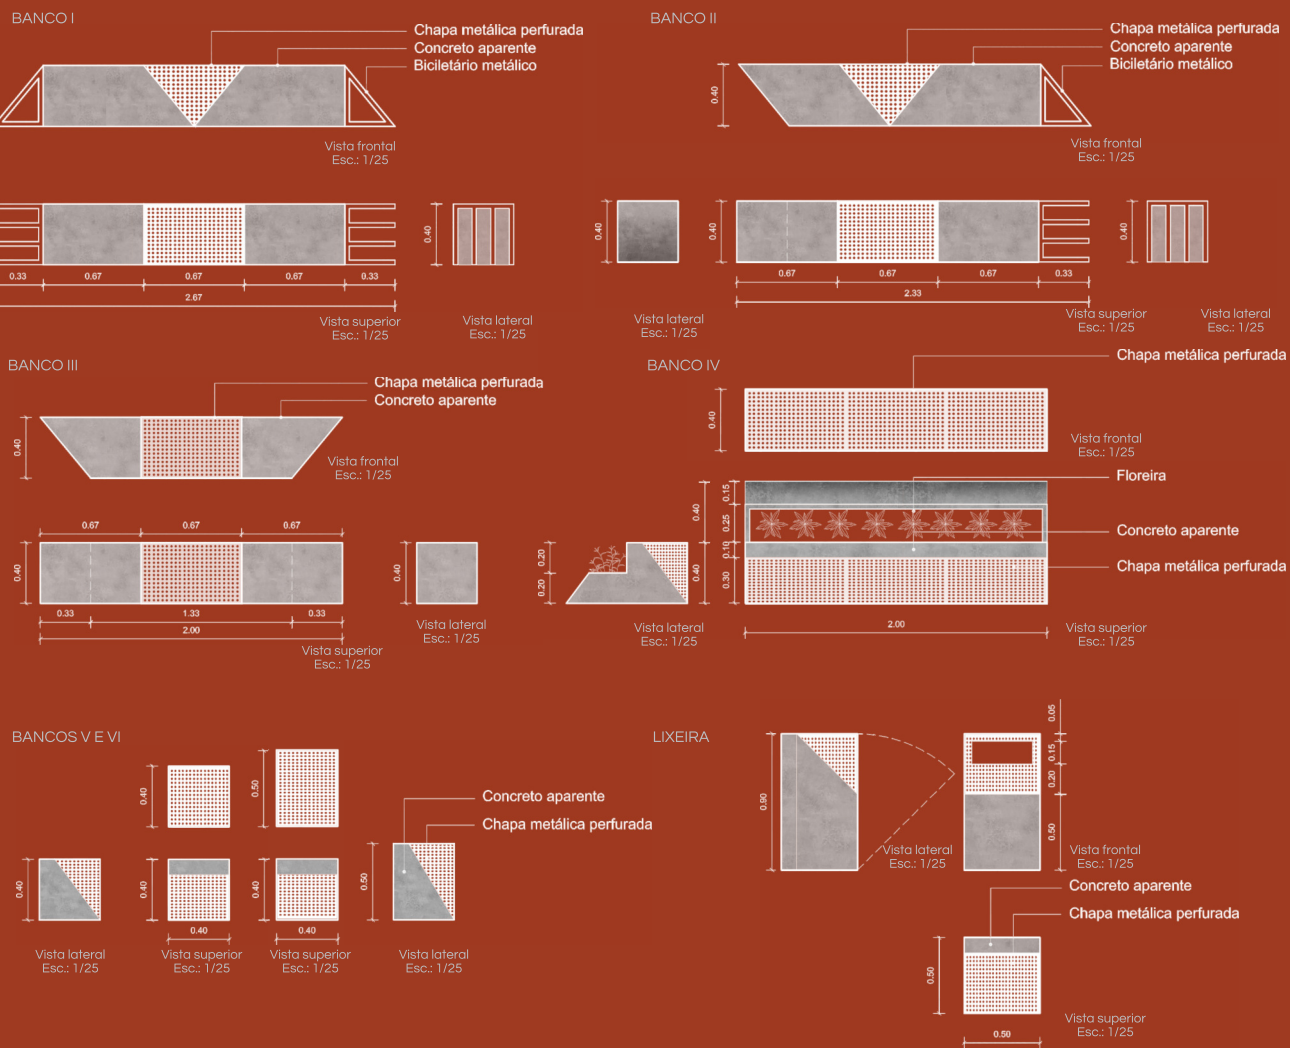 BANCO I
Chapa metálica perfurada
Concreto aparente
Biciletário metálico
Vista frontal
Esc.: 1/25
0.40
0.33
0.67
0.67
0.67
0.33
2.67
Vista superior
Esc.: 1/25
Vista lateral
Esc.: 1/25
BANCO II
Chapa metálica perfurada
Concreto aparente
Biciletário metálico
0.40
Vista frontal
Esc.: 1/25
0.40
0.40
0.40
0.67
0.67
0.67
0.33
2.33
Vista lateral
Esc.: 1/25
Vista superior
Esc.: 1/25
Vista lateral
Esc.: 1/25
BANCO III
Chapa metálica perfurada
Concreto aparente
0.40
Vista frontal
Esc.: 1/25
0.67
0.67
0.67
0.40
0.40
0.33
1.33
0.33
2.00
Vista superior
Esc.: 1/25
Vista lateral
Esc.: 1/25
BANCO IV
Chapa metálica perfurada
0.40
Vista frontal
Esc.: 1/25
Floreira
Concreto aparente
Chapa metálica perfurada
0.40
0.15
0.25
0.10
0.30
0.40
0.20
0.20
2.00
Vista lateral
Esc.: 1/25
Vista superior
Esc.: 1/25
BANCOS V E VI
0.40
0.50
Concreto aparente
Chapa metálica perfurada
0.40
0.40
0.40
0.50
0.40
0.40
Vista lateral
Esc.: 1/25
Vista superior
Esc.: 1/25
Vista superior
Esc.: 1/25
Vista lateral
Esc.: 1/25
LIXEIRA
0.90
0.05
0.15
0.20
0.50
Vista lateral
Esc.: 1/25
Vista frontal
Esc.: 1/25
Concreto aparente
Chapa metálica perfurada
0.50
0.50
Vista superior
Esc.: 1/25